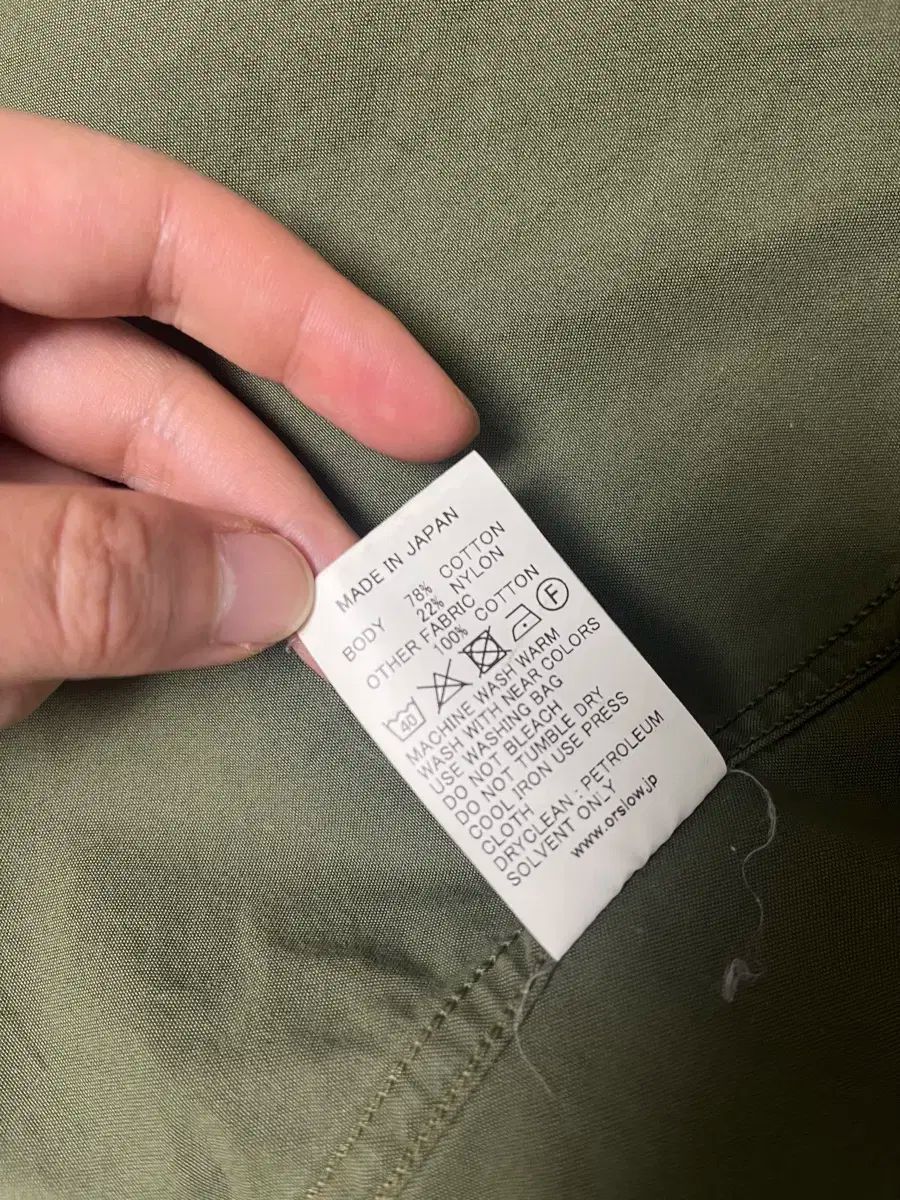 MADE IN JAPAN
BODY 78% COTTON
22% NYLON
OTHER FABRIC
100% COTTON
40 F
MACHINE WASH WARM
WASH WITH NEAR COLORS
USE WASHING BAG
DO NOT BLEACH
DO NOT TUMBLE DRY
COOL IRON USE PRESS
CLOTH
DRYCLEAN : PETROLEUM
SOLVENT ONLY
www.orslow.jp